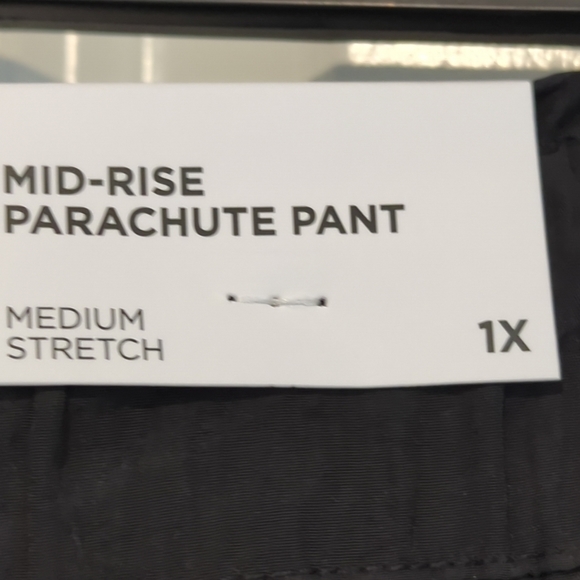 MID-RISE
PARACHUTE PANT
MEDIUM
STRETCH
1X